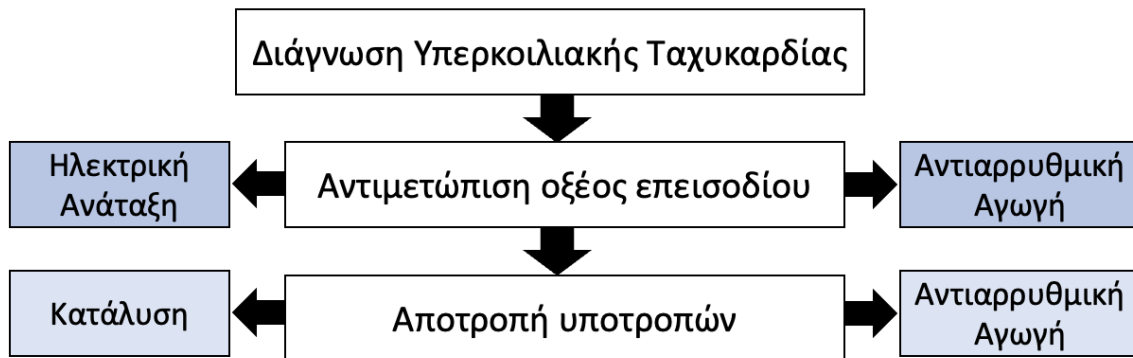 Διάγνωση Υπερκοιλιακής Ταχυκαρδίας
Ηλεκτρική
Ανάταξη
Αντιμετώπιση οξέος επεισοδίου
Αντιαρρυθμική
Αγωγή
Κατάλυση
Αποτροπή υποτροπών
Αντιαρρυθμική
Αγωγή